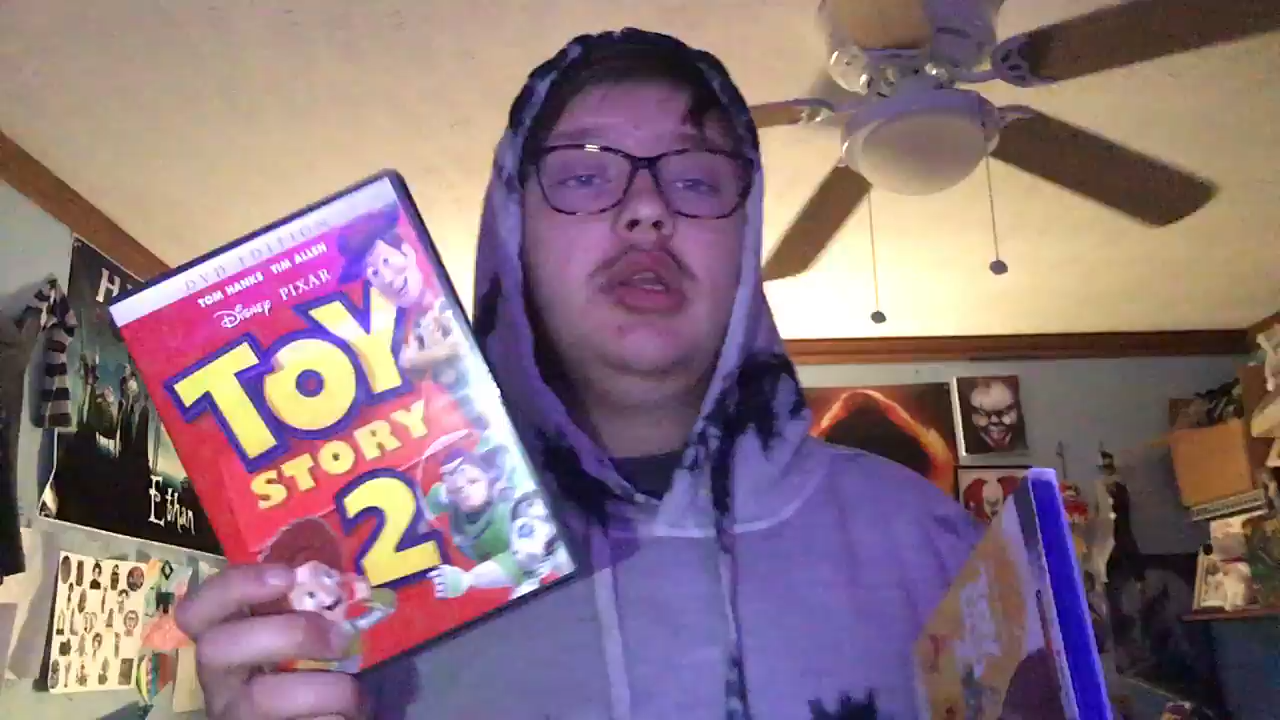 DVD EDITION
TOM HANKS TIM ALLEN
Disney PIXAR
TOY
STORY
2
H
Ethan